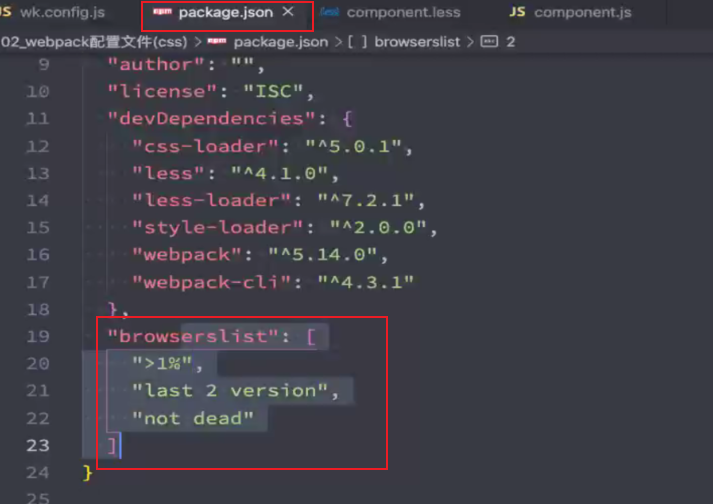 JS wk.config.js package.json × less component.less JS component.js
02_webpack配置文件(css) > package.json > [ ] browserslist > abc 2
9 "author": "",
10 "license": "ISC",
11 "devDependencies": {
12 "css-loader": "^5.0.1",
13 "less": "^4.1.0",
14 "less-loader": "^7.2.1",
15 "style-loader": "^2.0.0",
16 "webpack": "^5.14.0",
17 "webpack-cli": "^4.3.1"
18 },
19 "browserslist": [
20 ">1%",
21 "last 2 version",
22 "not dead"
23 ]
24 }
25